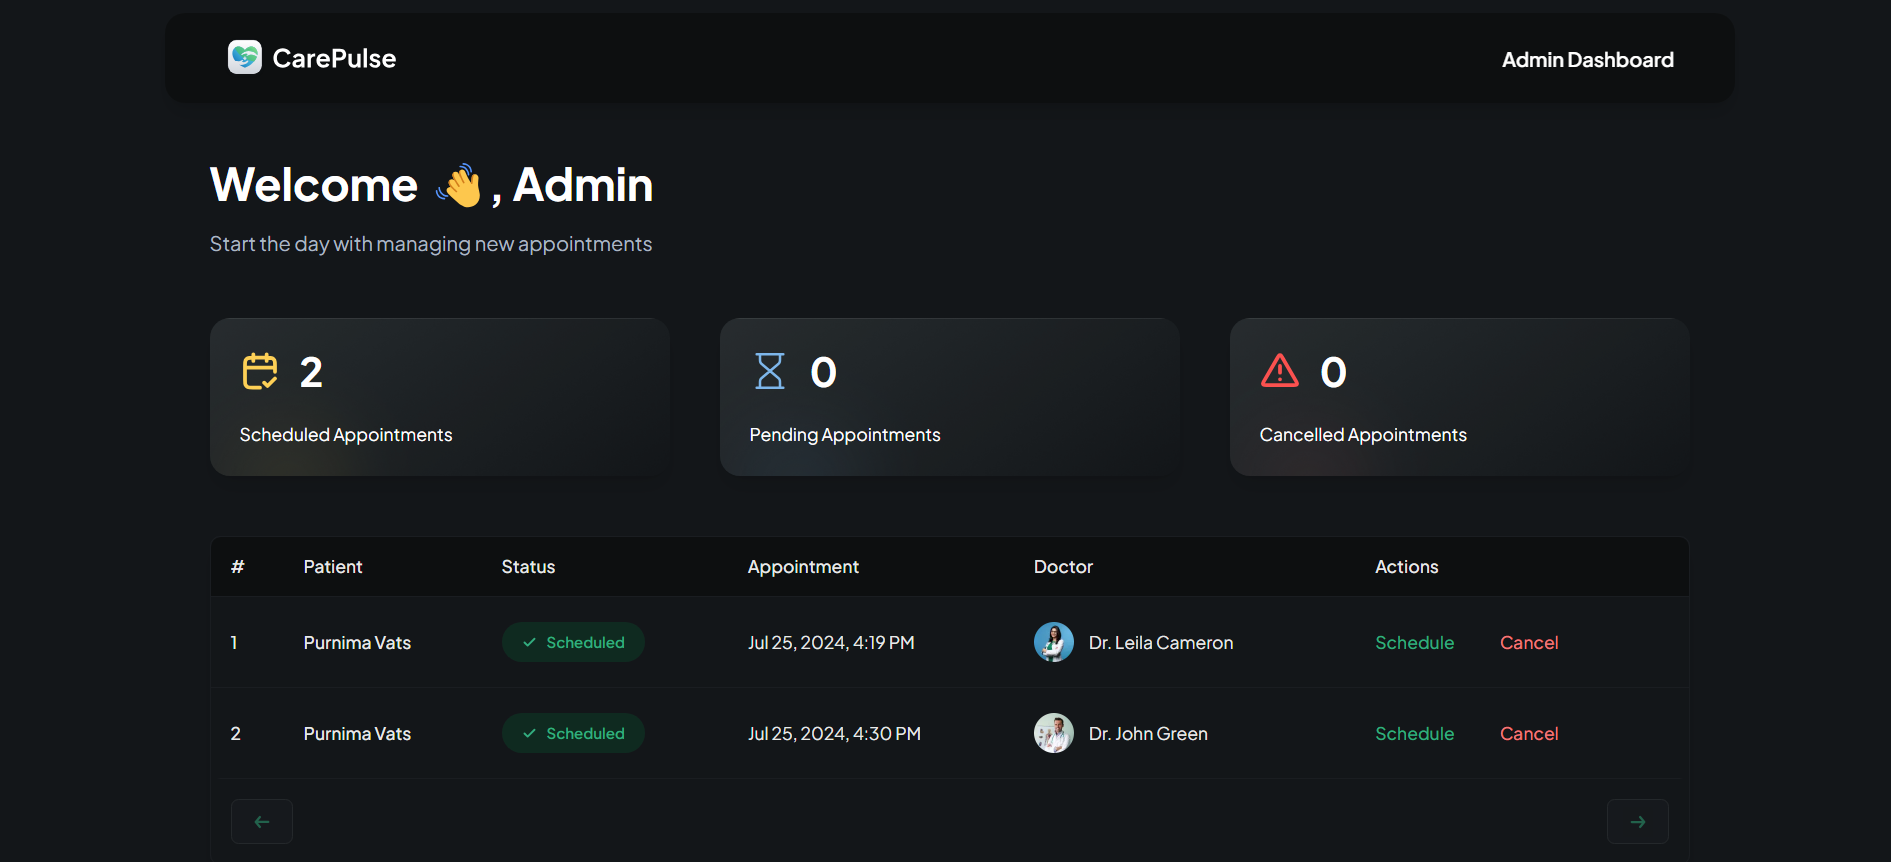 CarePulse
Admin Dashboard
Welcome 👋, Admin
Start the day with managing new appointments
2
Scheduled Appointments
0
Pending Appointments
0
Cancelled Appointments
# Patient Status Appointment Doctor Actions
1 Purnima Vats Scheduled Jul 25, 2024, 4:19 PM Dr. Leila Cameron Schedule Cancel
2 Purnima Vats Scheduled Jul 25, 2024, 4:30 PM Dr. John Green Schedule Cancel